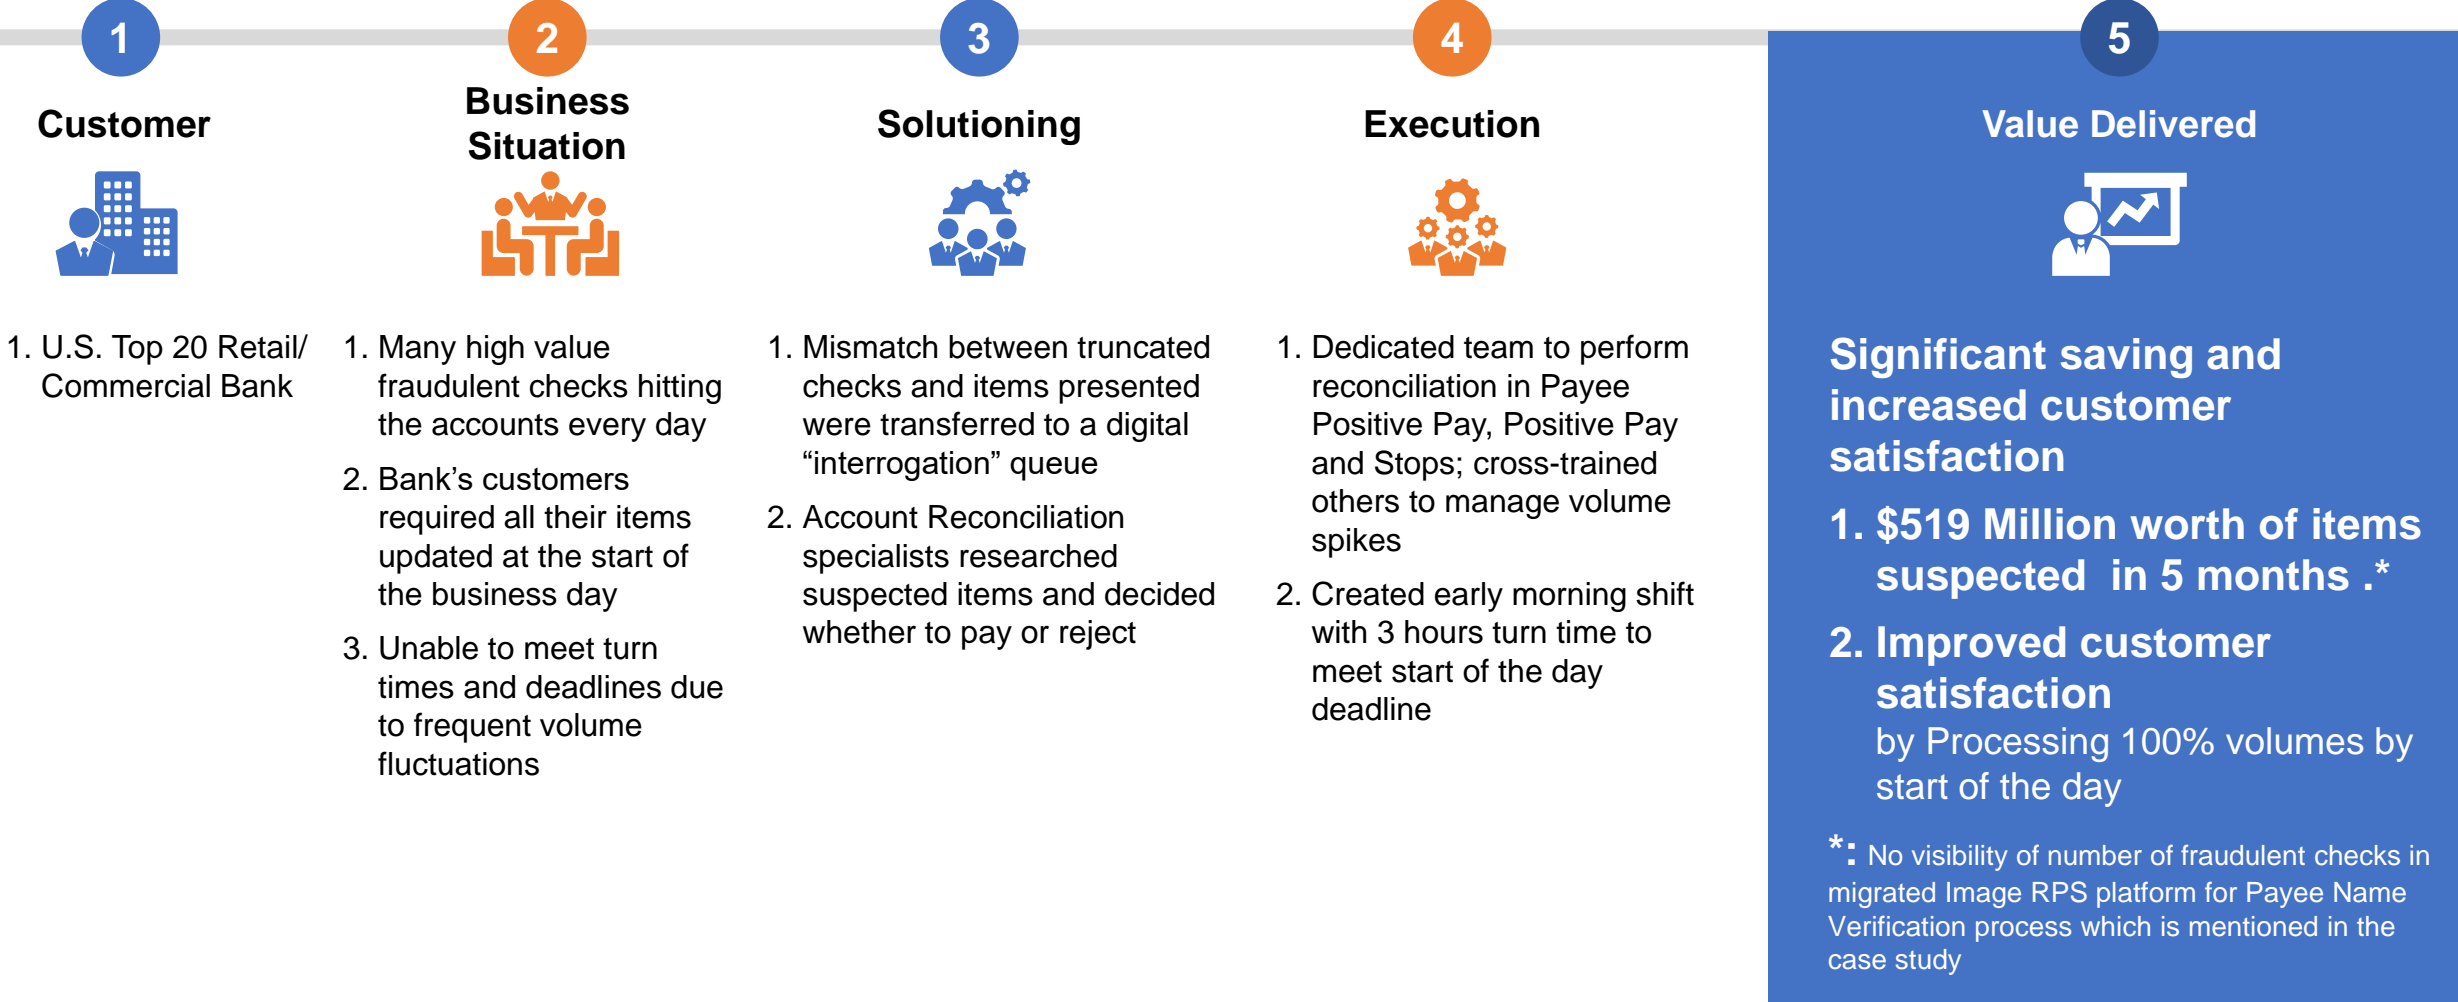 1
Customer
1. U.S. Top 20 Retail/
Commercial Bank
2
Business
Situation
1. Many high value
fraudulent checks hitting
the accounts every day
2. Bank’s customers
required all their items
updated at the start of
the business day
3. Unable to meet turn
times and deadlines due
to frequent volume
fluctuations
3
Solutioning
1. Mismatch between truncated
checks and items presented
were transferred to a digital
“interrogation” queue
2. Account Reconciliation
specialists researched
suspected items and decided
whether to pay or reject
4
Execution
1. Dedicated team to perform
reconciliation in Payee
Positive Pay, Positive Pay
and Stops; cross-trained
others to manage volume
spikes
2. Created early morning shift
with 3 hours turn time to
meet start of the day
deadline
5
Value Delivered
Significant saving and
increased customer
satisfaction
1. $519 Million worth of items
suspected  in 5 months .*
2. Improved customer
satisfaction
by Processing 100% volumes by
start of the day
*: No visibility of number of fraudulent checks in
migrated Image RPS platform for Payee Name
Verification process which is mentioned in the
case study